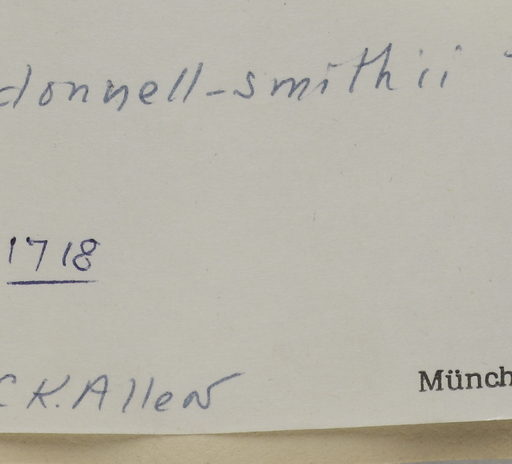 donnell-smithii
1718
C K. Allen
Münch